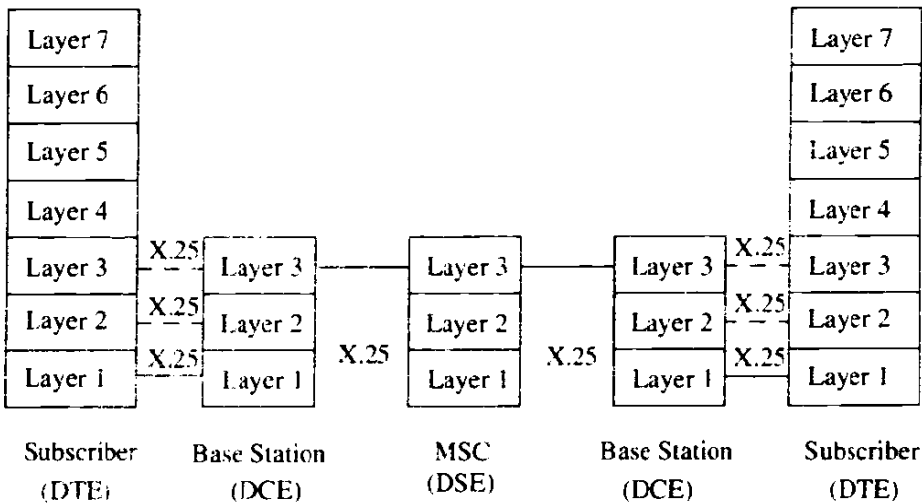 Layer 7
Layer 6
Layer 5
Layer 4
Layer 3
Layer 2
Layer 1
Subscriber
(DTE)
X.25
X.25
X.25
Layer 3
Layer 2
Layer 1
Base Station
(DCE)
X.25
Layer 3
Layer 2
Layer 1
MSC
(DSE)
X.25
Layer 3
Layer 2
Layer 1
Base Station
(DCE)
X.25
X.25
X.25
Layer 7
Layer 6
Layer 5
Layer 4
Layer 3
Layer 2
Layer 1
Subscriber
(DTE)